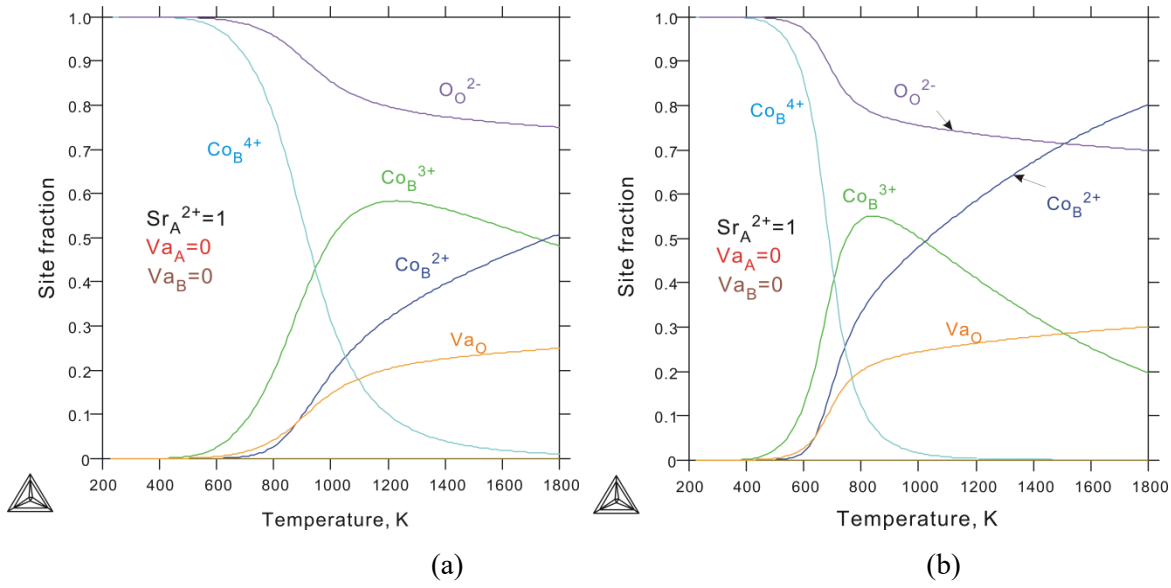 1.0
0.9
0.8
0.7
0.6
0.5
0.4
0.3
0.2
0.1
0
Site fraction
O_O^2-
Co_B^4+
Co_B^3+
Sr_A^2+=1
Va_A=0
Va_B=0
Co_B^2+
Va_O
200 400 600 800 1000 1200 1400 1600 1800
Temperature, K
(a)
1.0
0.9
0.8
0.7
0.6
0.5
0.4
0.3
0.2
0.1
0
Site fraction
Co_B^4+
O_O^2-
Co_B^3+
Co_B^2+
Sr_A^2+=1
Va_A=0
Va_B=0
Va_O
200 400 600 800 1000 1200 1400 1600 1800
Temperature, K
(b)